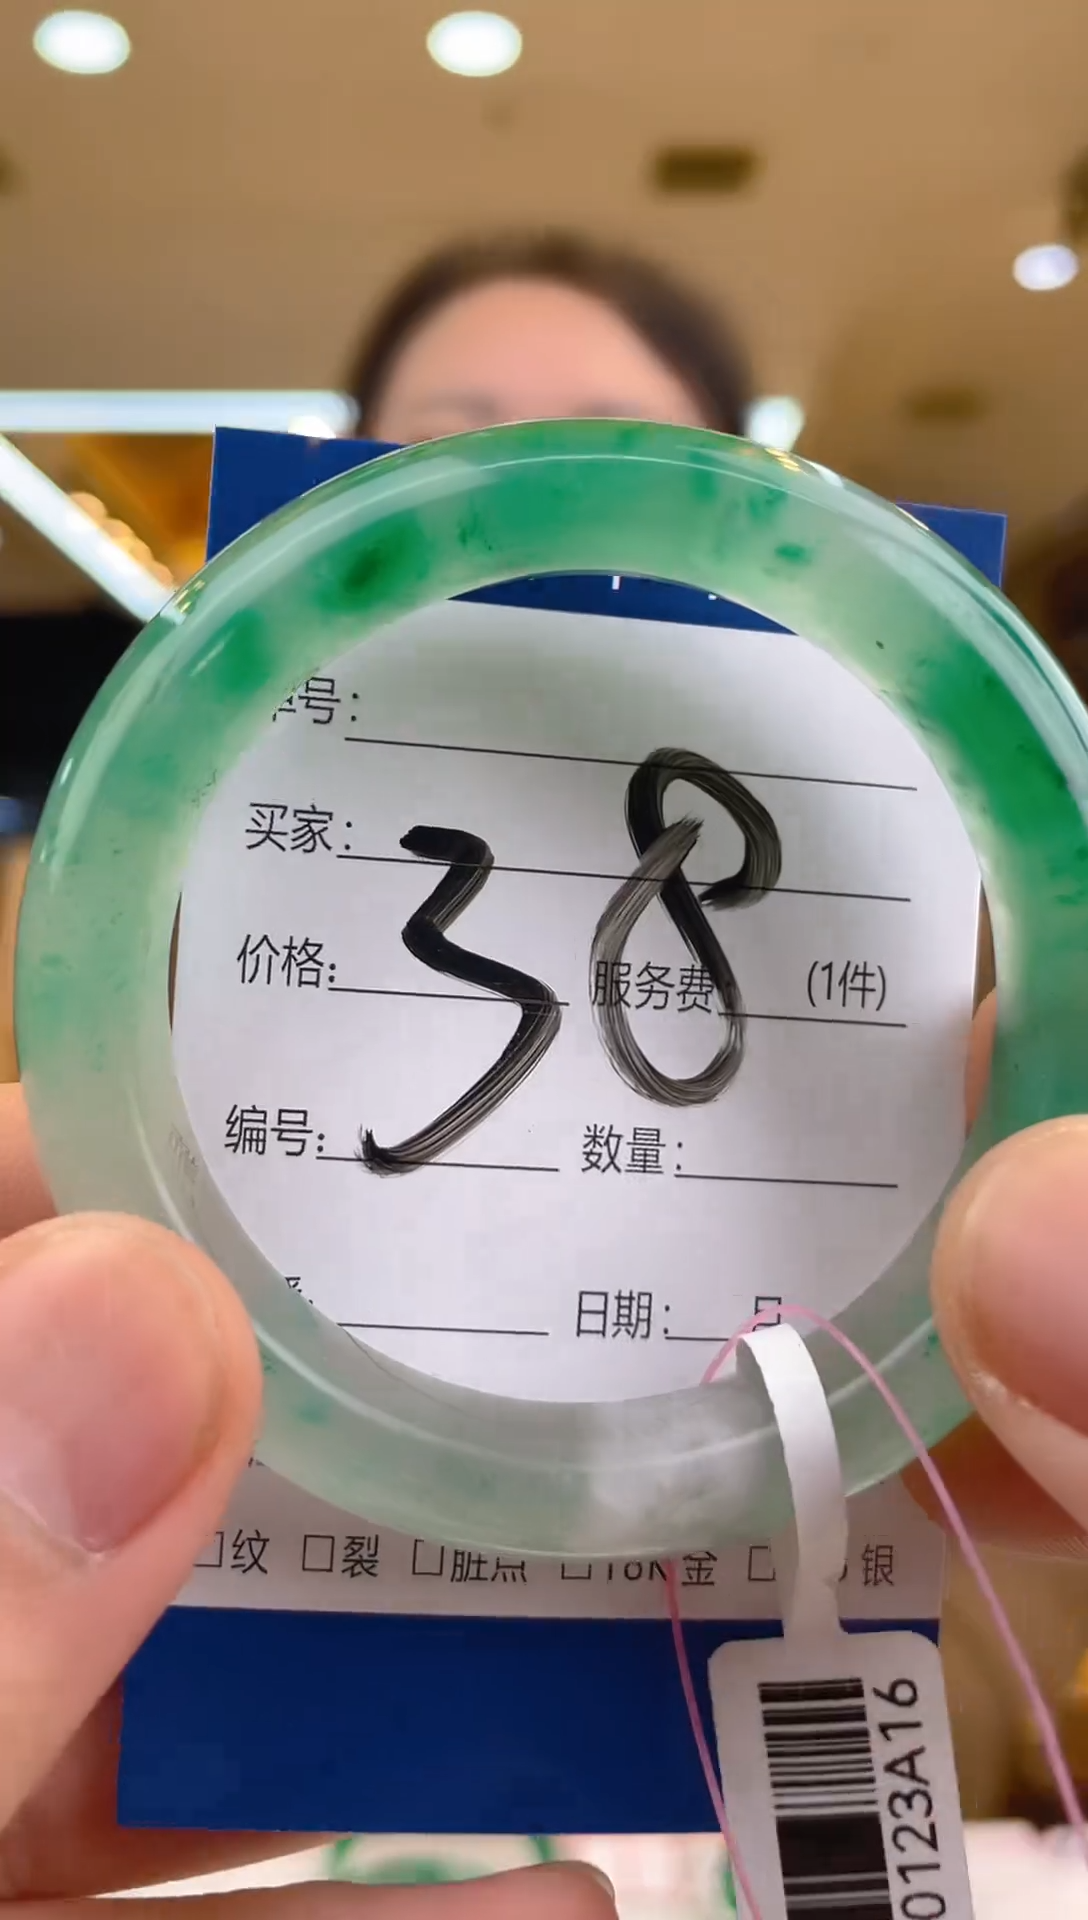 号:
买家:
38
价格: 服务费: (1件)
编号: 数量:
日期: 月
纹 裂 脏点 18K金 银
0123A16